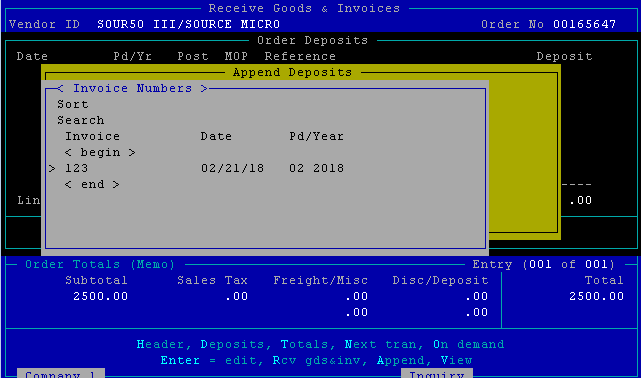 Receive Goods & Invoices
Vendor ID SOUR50 III/SOURCE MICRO Order No 00165647
Order Deposits
Date Pd/Yr Post MOP Reference Deposit
Append Deposits
< Invoice Numbers >
Sort
Search
Invoice Date Pd/Year
< begin >
> 123 02/21/18 02 2018
< end >
Lin .00
Order Totals (Memo) Entry (001 of 001)
Subtotal Sales Tax Freight/Misc Disc/Deposit Total
2500.00 .00 .00 .00 2500.00
.00 .00
Header, Deposits, Totals, Next tran, On demand
Enter = edit, Rcv gds&inv, Append, View
Company 1 Inquiry